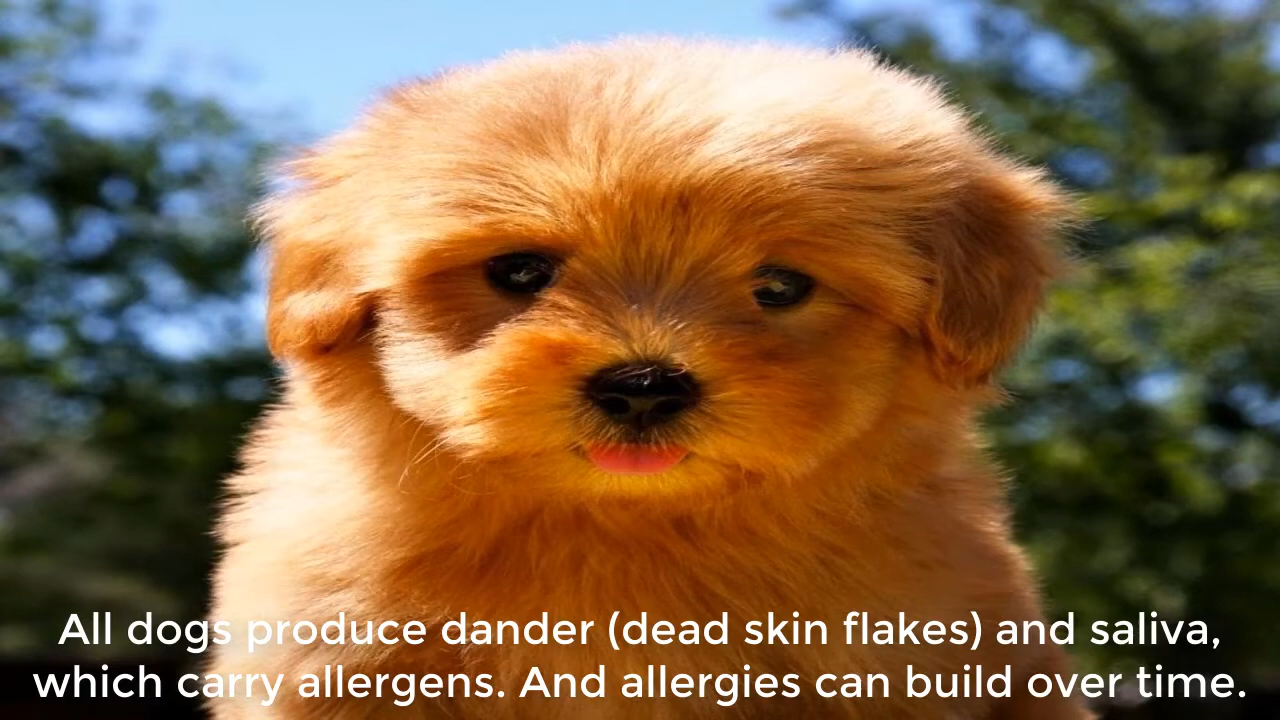 All dogs produce dander (dead skin flakes) and saliva,
which carry allergens. And allergies can build over time.